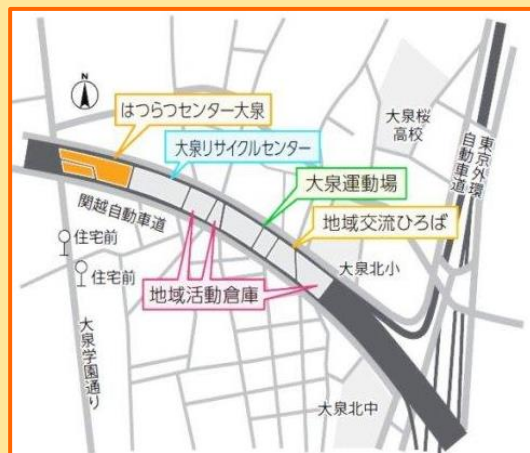 N
はつらつセンター大泉
大泉リサイクルセンター
大泉桜
高校
東京外環
自動車道
大泉運動場
関越自動車道
地域交流ひろば
住宅前
大泉北小
住宅前
地域活動倉庫
大泉学園通り
大泉北中